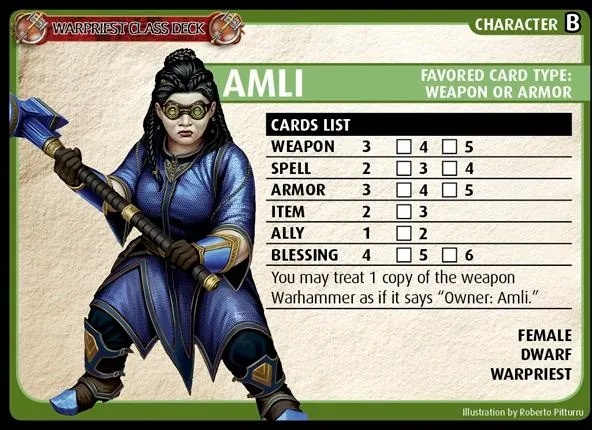 WARPRIEST CLASS DECK
CHARACTER B
AMLI
FAVORED CARD TYPE:
WEAPON OR ARMOR
CARDS LIST
WEAPON 3 ☐ 4 ☐ 5
SPELL 2 ☐ 3 ☐ 4
ARMOR 3 ☐ 4 ☐ 5
ITEM 2 ☐ 3
ALLY 1 ☐ 2
BLESSING 4 ☐ 5 ☐ 6
You may treat 1 copy of the weapon
Warhammer as if it says “Owner: Amli.”
FEMALE
DWARF
WARPRIEST
Illustration by Roberto Pitturru